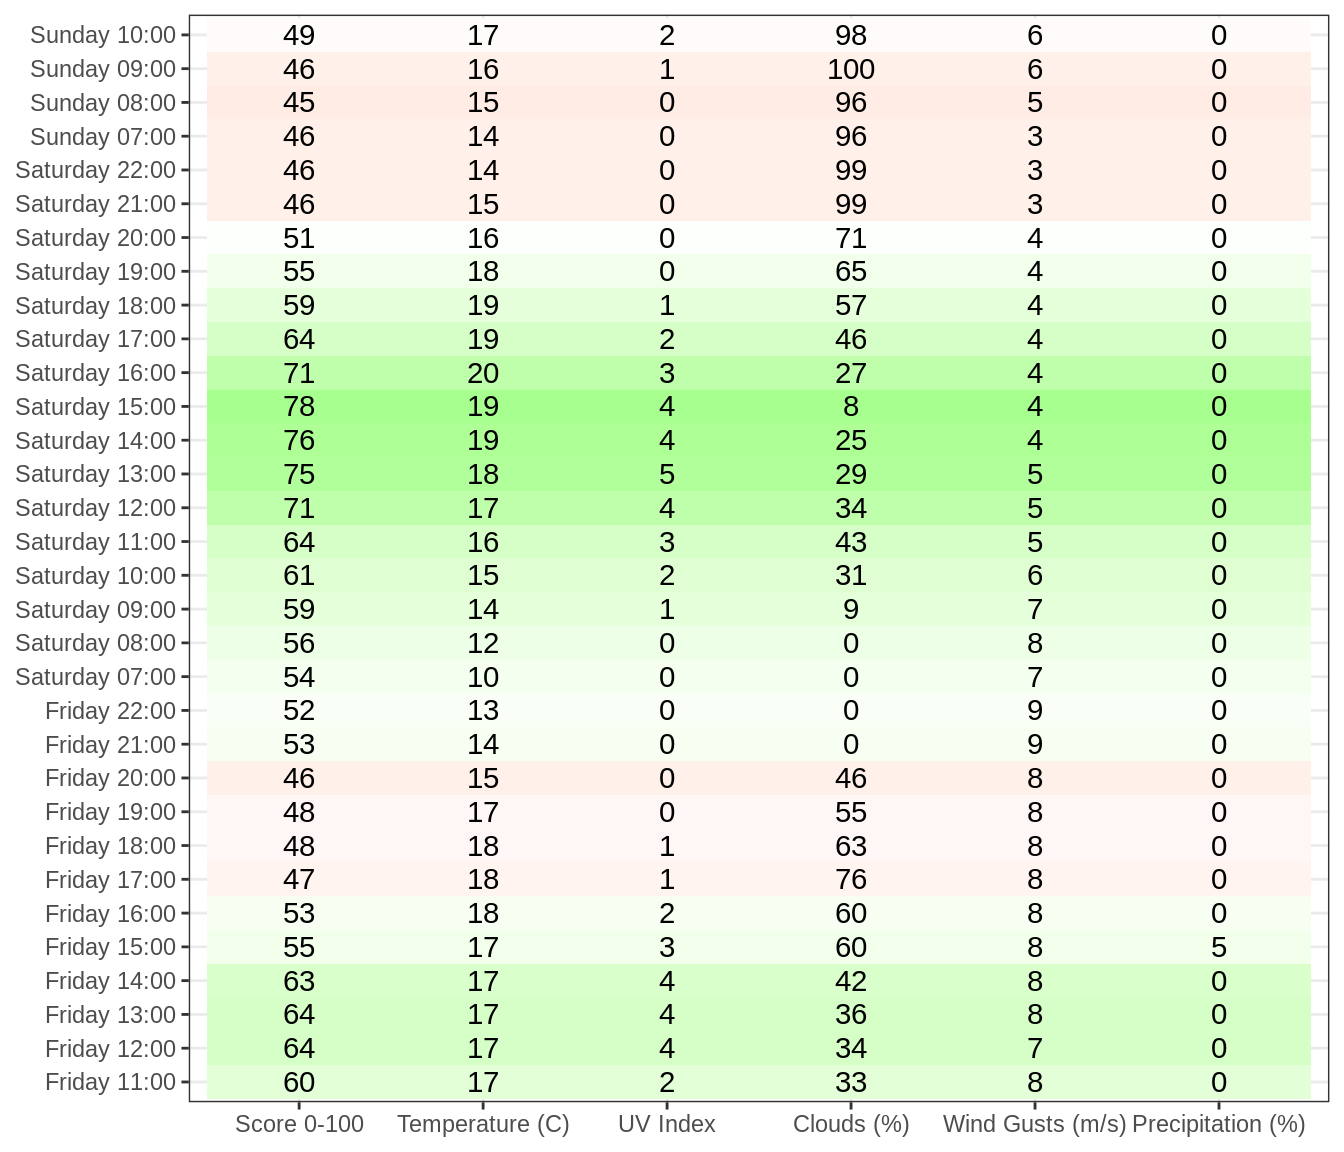 Sunday 10:00 49 17 2 98 6 0
Sunday 09:00 46 16 1 100 6 0
Sunday 08:00 45 15 0 96 5 0
Sunday 07:00 46 14 0 96 3 0
Saturday 22:00 46 14 0 99 3 0
Saturday 21:00 46 15 0 99 3 0
Saturday 20:00 51 16 0 71 4 0
Saturday 19:00 55 18 0 65 4 0
Saturday 18:00 59 19 1 57 4 0
Saturday 17:00 64 19 2 46 4 0
Saturday 16:00 71 20 3 27 4 0
Saturday 15:00 78 19 4 8 4 0
Saturday 14:00 76 19 4 25 4 0
Saturday 13:00 75 18 5 29 5 0
Saturday 12:00 71 17 4 34 5 0
Saturday 11:00 64 16 3 43 5 0
Saturday 10:00 61 15 2 31 6 0
Saturday 09:00 59 14 1 9 7 0
Saturday 08:00 56 12 0 0 8 0
Saturday 07:00 54 10 0 0 7 0
Friday 22:00 52 13 0 0 9 0
Friday 21:00 53 14 0 0 9 0
Friday 20:00 46 15 0 46 8 0
Friday 19:00 48 17 0 55 8 0
Friday 18:00 48 18 1 63 8 0
Friday 17:00 47 18 1 76 8 0
Friday 16:00 53 18 2 60 8 0
Friday 15:00 55 17 3 60 8 5
Friday 14:00 63 17 4 42 8 0
Friday 13:00 64 17 4 36 8 0
Friday 12:00 64 17 4 34 7 0
Friday 11:00 60 17 2 33 8 0
Score 0-100 Temperature (C) UV Index Clouds (%) Wind Gusts (m/s) Precipitation (%)